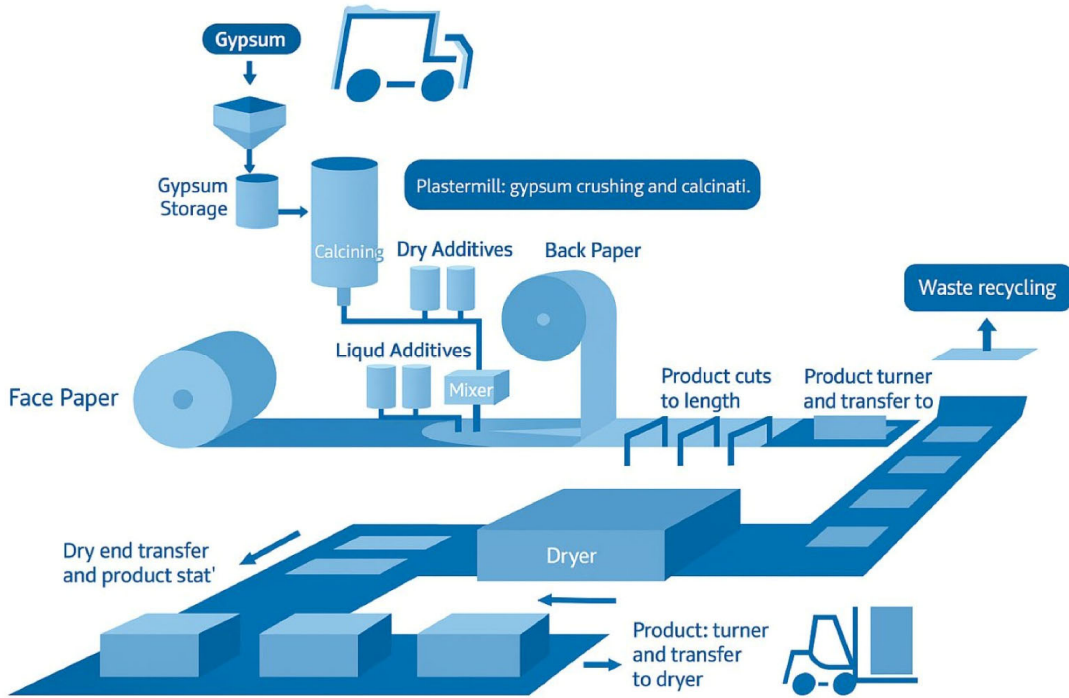 Gypsum
Gypsum
Storage
Plastermill: gypsum crushing and calcinati.
Calcining
Dry Additives
Back Paper
Waste recycling
Liqud Additives
Mixer
Face Paper
Product cuts
to length
Product turner
and transfer to
Dryer
Dry end transfer
and product stat'
Product: turner
and transfer
to dryer